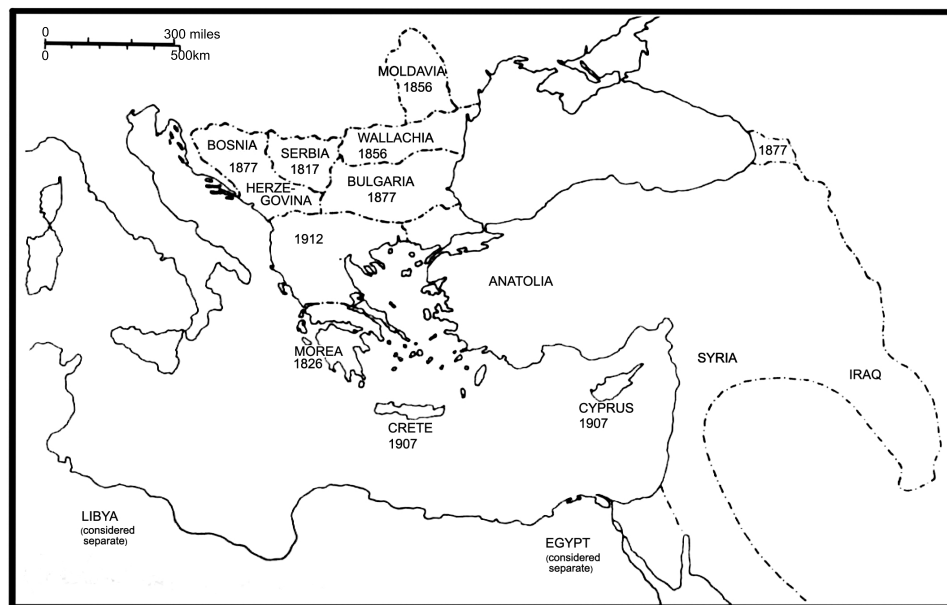 0 300 miles
0 500km
MOLDAVIA
1856
BOSNIA
1877
SERBIA
1817
WALLACHIA
1856
1877
HERZE-
GOVINA
BULGARIA
1877
1912
ANATOLIA
MOREA
1826
SYRIA
IRAQ
CRETE
1907
CYPRUS
1907
LIBYA
(considered
separate)
EGYPT
(considered
separate)